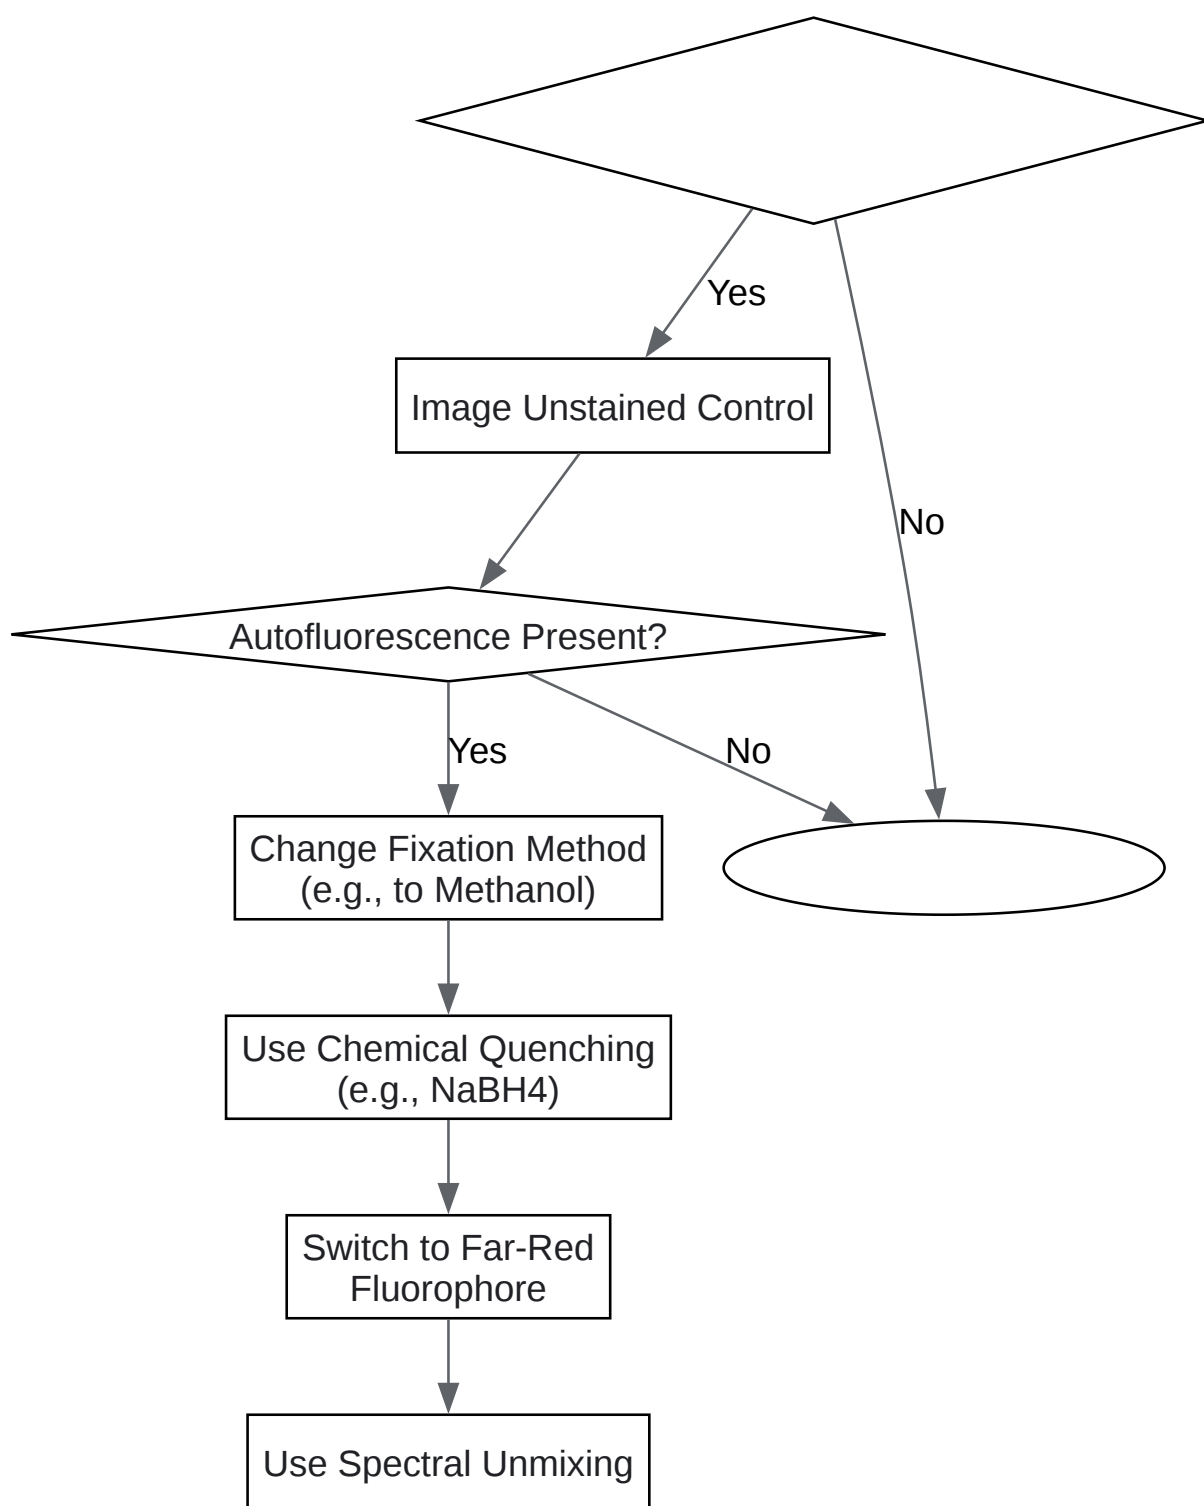 Yes
Image Unstained Control
No
Autofluorescence Present?
Yes
No
Change Fixation Method
(e.g., to Methanol)
Use Chemical Quenching
(e.g., NaBH4)
Switch to Far-Red
Fluorophore
Use Spectral Unmixing